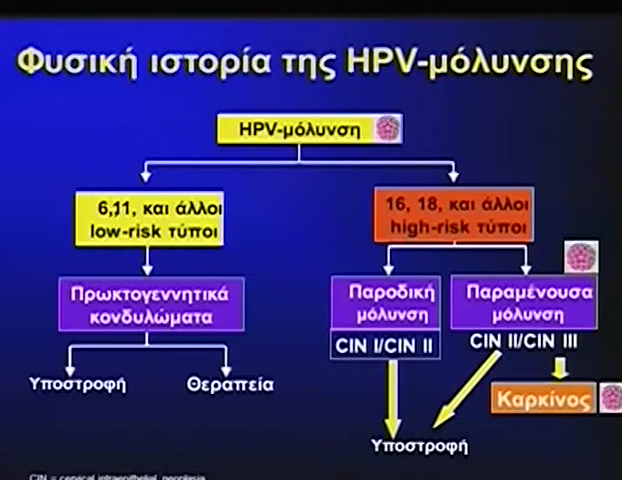 Φυσική ιστορία της HPV-μόλυνσης
HPV-μόλυνση
6,11, και άλλοι
low-risk τύποι
16, 18, και άλλοι
high-risk τύποι
Πρωκτογεννητικά
κονδυλώματα
Παροδική
μόλυνση
Παραμένουσα
μόλυνση
CIN I/CIN II
CIN II/CIN III
Υποστροφή
Θεραπεία
Καρκίνος
Υποστροφή
CIN = cervical intraepithelial neoplasia